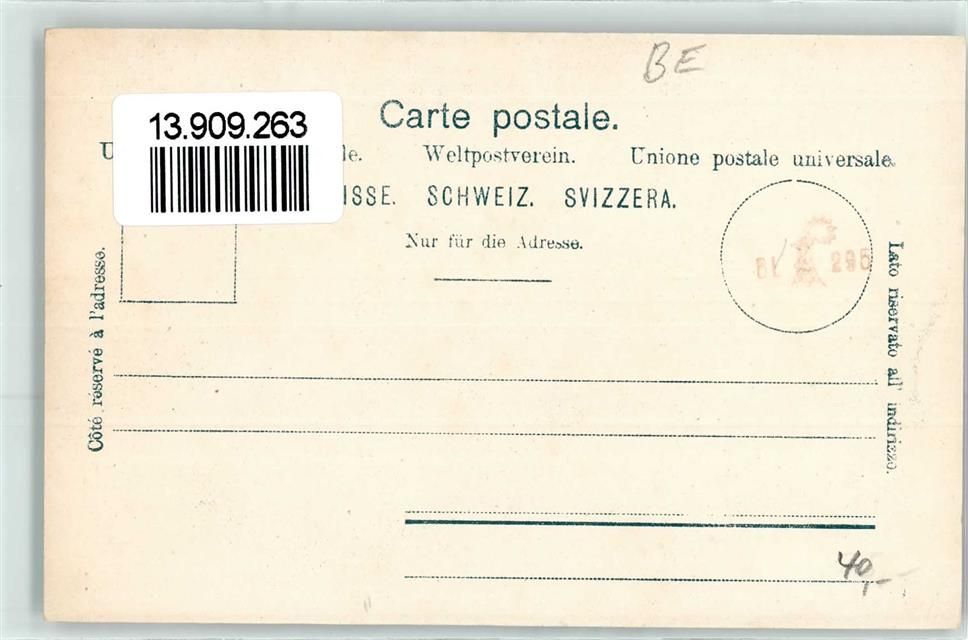 BE
Carte postale.
13.909.263
Weltpostverein. Unione postale universale.
SCHWEIZ. SVIZZERA.
Nur für die Adresse.
Côté réservé à l'adresse.
Lato riservato all' indirizzo.
295
40,-